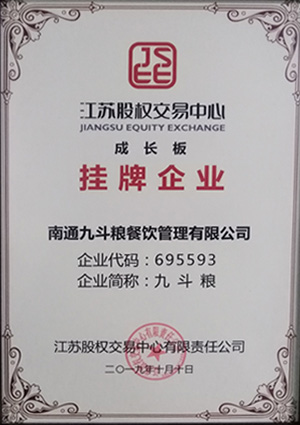 JSEE
江苏股权交易中心
JIANGSU EQUITY EXCHANGE
成长板
挂牌企业
南通九斗粮餐饮管理有限公司
企业代码：695593
企业简称：九斗粮
江苏股权交易中心有限责任公司
二〇一九年十月十日